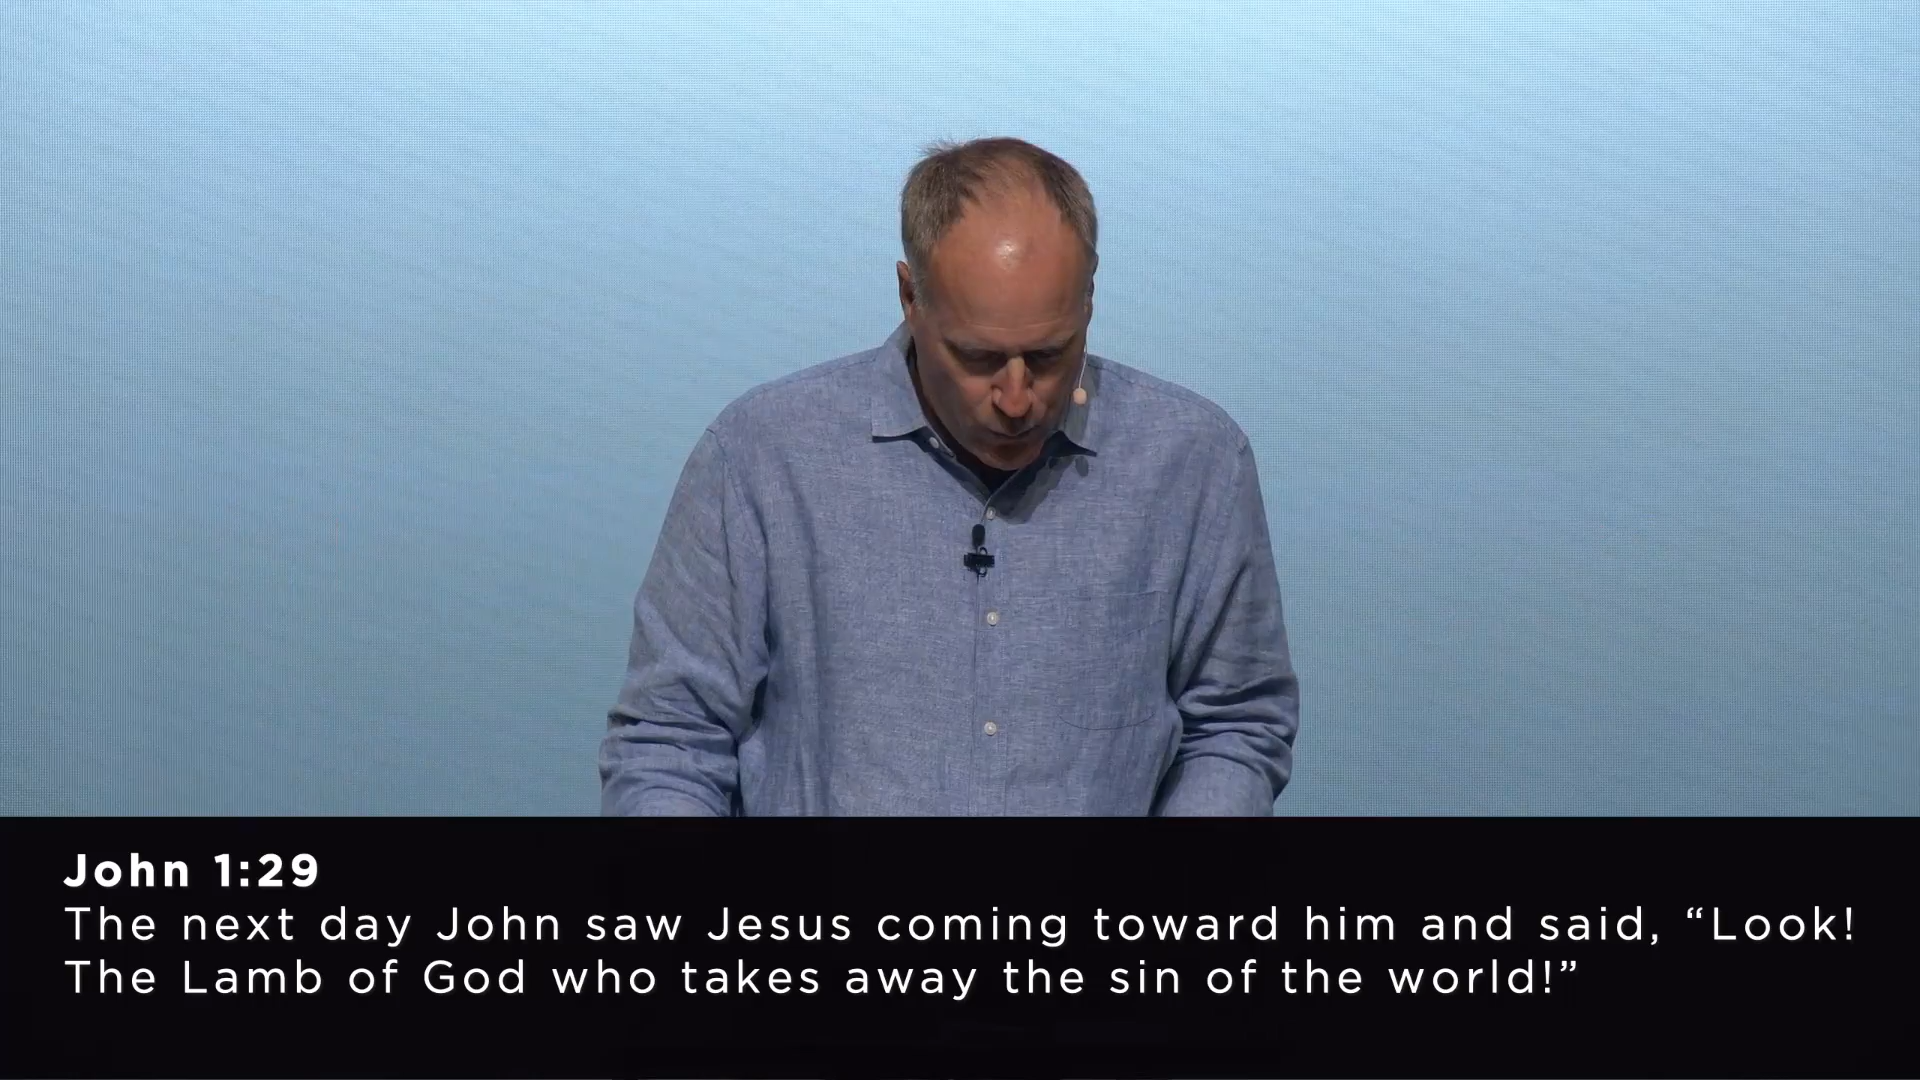 John 1:29
The next day John saw Jesus coming toward him and said, “Look!
The Lamb of God who takes away the sin of the world!”